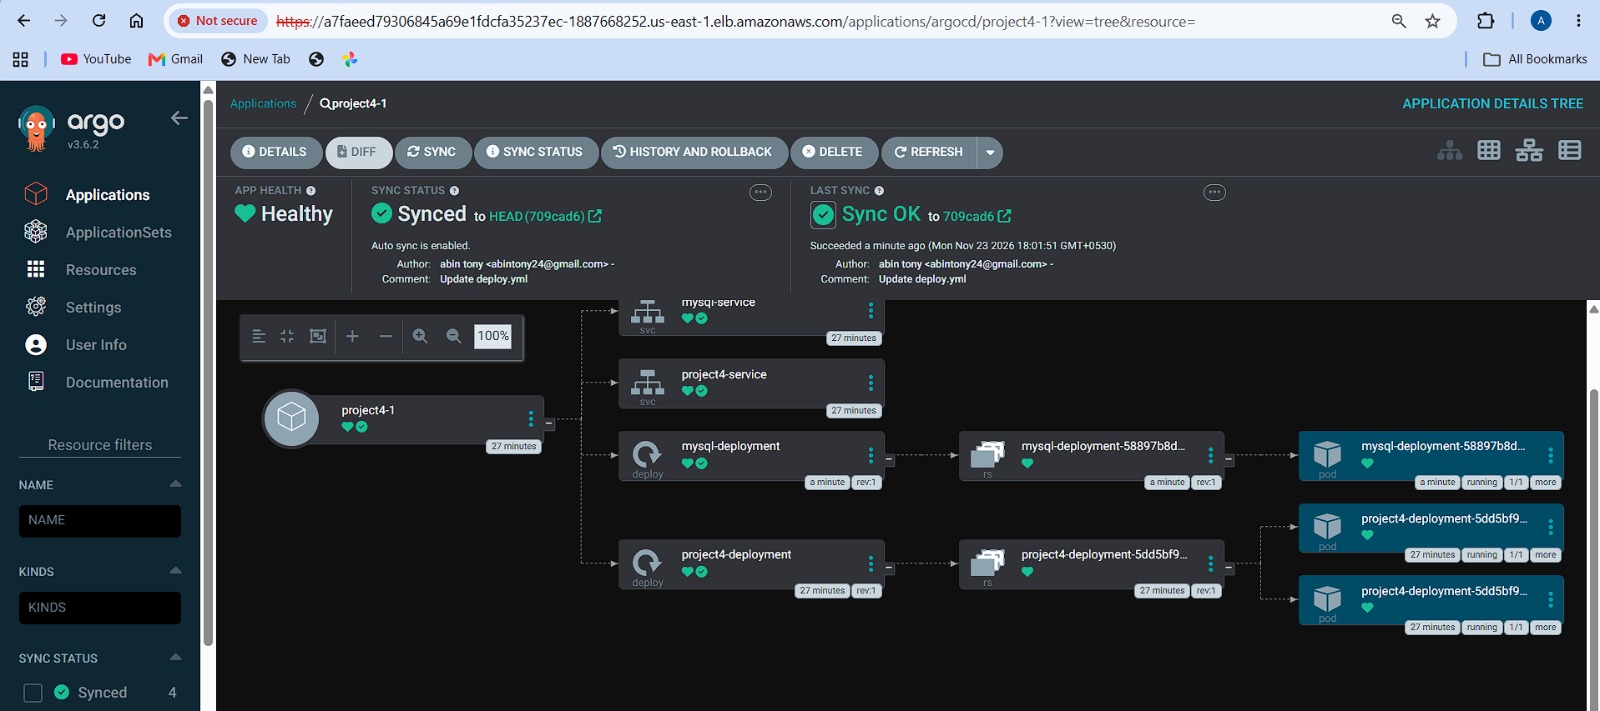 Not secure https://a7faeed79306845a69e1fdcfa35237ec-1887668252.us-east-1.elb.amazonaws.com/applications/argocd/project4-1?view=tree&resource= A
YouTube Gmail New Tab All Bookmarks
argo
v3.6.2
Applications
ApplicationSets
Resources
Settings
User Info
Documentation
Resource filters
NAME
NAME
KINDS
KINDS
SYNC STATUS
Synced 4
Applications / project4-1 APPLICATION DETAILS TREE
DETAILS DIFF SYNC SYNC STATUS HISTORY AND ROLLBACK DELETE REFRESH
APP HEALTH
Healthy
SYNC STATUS
Synced to HEAD (709cad6)
Auto sync is enabled.
Author: abin tony <abintony24@gmail.com> -
Comment: Update deploy.yml
LAST SYNC
Sync OK to 709cad6
Succeeded a minute ago (Mon Nov 23 2026 18:01:51 GMT+0530)
Author: abin tony <abintony24@gmail.com> -
Comment: Update deploy.yml
100%
project4-1
27 minutes
mysql-service
svc
27 minutes
project4-service
svc
27 minutes
mysql-deployment
deploy
a minute rev:1
mysql-deployment-58897b8d...
rs
a minute rev:1
mysql-deployment-58897b8d...
pod
a minute running 1/1 more
project4-deployment-5dd5bf9...
pod
27 minutes running 1/1 more
project4-deployment
deploy
27 minutes rev:1
project4-deployment-5dd5bf9...
rs
27 minutes rev:1
project4-deployment-5dd5bf9...
pod
27 minutes running 1/1 more